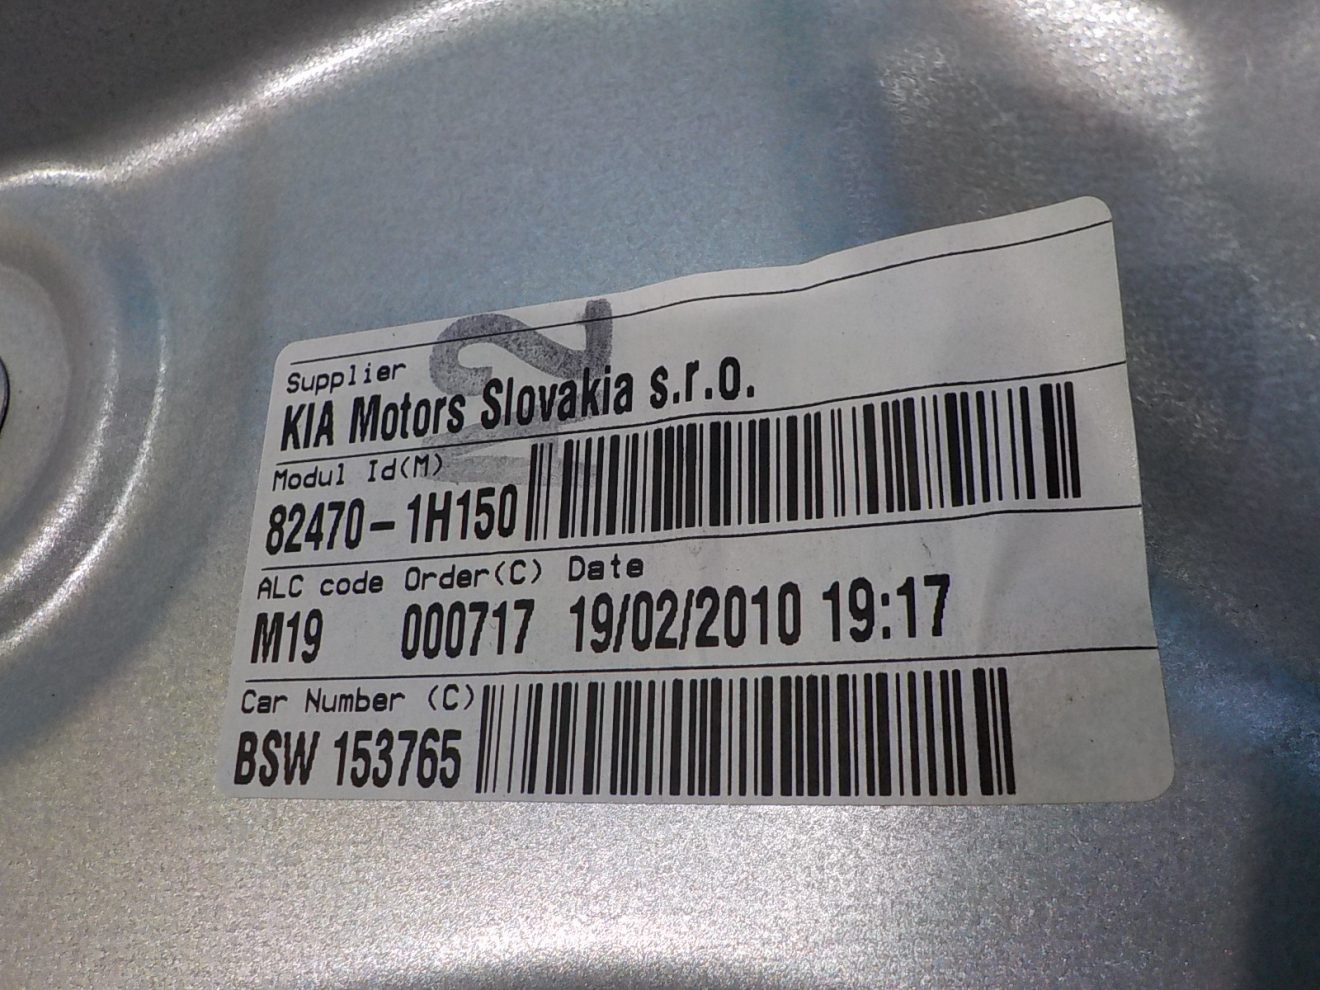 Supplier
KIA Motors Slovakia s.r.o.
Modul Id(M)
82470-1H150
ALC code Order(C) Date
M19 000717 19/02/2010 19:17
Car Number (C)
BSW 153765